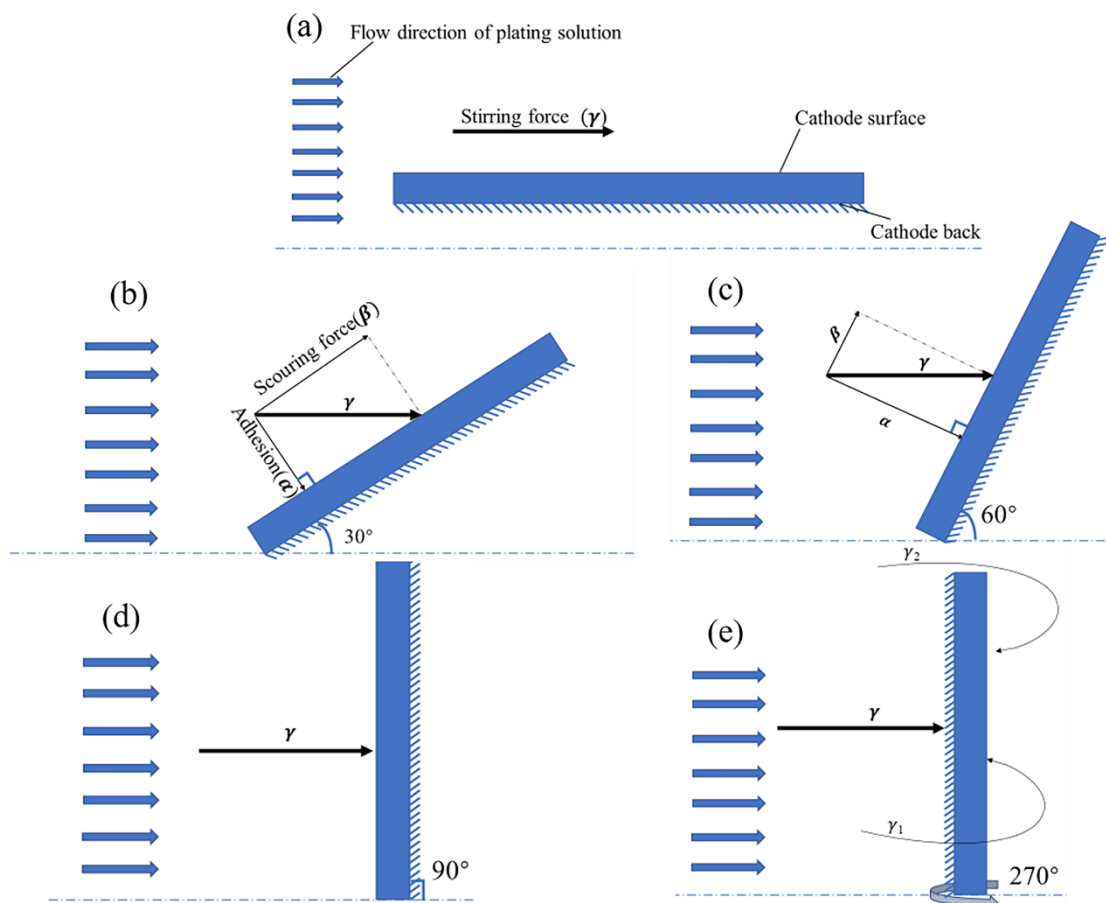 (a)
Flow direction of plating solution
Stirring force (γ)
Cathode surface
Cathode back
(b)
Scouring force(β)
γ
Adhesion(α)
30°
(c)
β
γ
α
60°
(d)
γ
90°
(e)
γ₂
γ
γ₁
270°